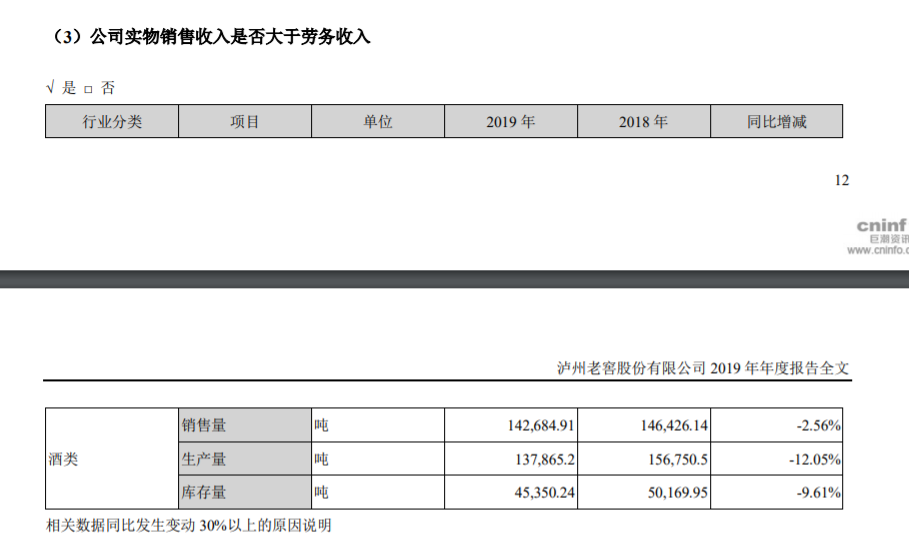 （3）公司实物销售收入是否大于劳务收入
√ 是 □ 否
行业分类 项目 单位 2019 年 2018 年 同比增减
12
cninf
巨潮资讯
www.cninfo.c
泸州老窖股份有限公司 2019 年年度报告全文
酒类 销售量 吨 142,684.91 146,426.14 -2.56%
生产量 吨 137,865.2 156,750.5 -12.05%
库存量 吨 45,350.24 50,169.95 -9.61%
相关数据同比发生变动 30%以上的原因说明